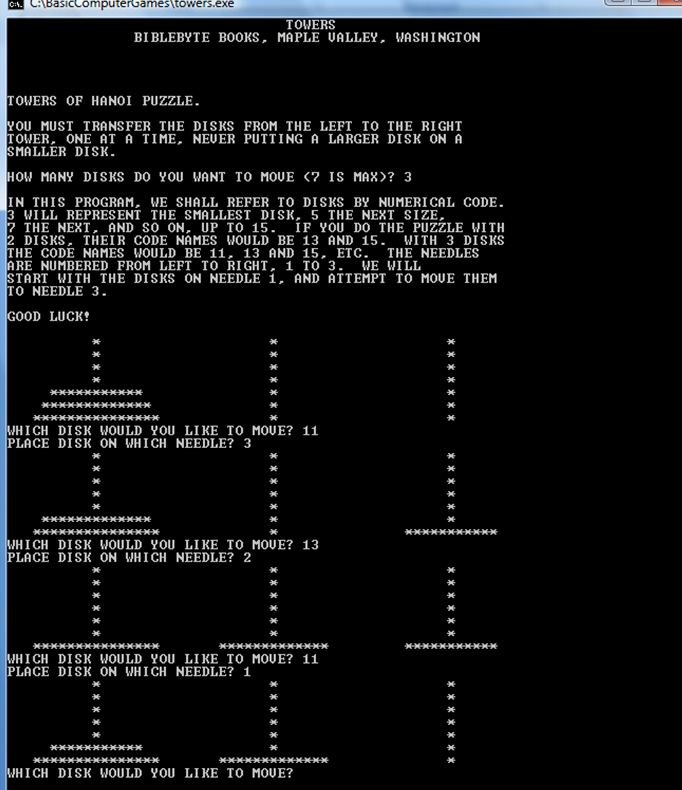 C:\BasicComputerGames\towers.exe
TOWERS
BIBLEBYTE BOOKS, MAPLE VALLEY, WASHINGTON
TOWERS OF HANOI PUZZLE.
YOU MUST TRANSFER THE DISKS FROM THE LEFT TO THE RIGHT
TOWER, ONE AT A TIME, NEVER PUTTING A LARGER DISK ON A
SMALLER DISK.
HOW MANY DISKS DO YOU WANT TO MOVE <7 IS MAX>? 3
IN THIS PROGRAM, WE SHALL REFER TO DISKS BY NUMERICAL CODE.
3 WILL REPRESENT THE SMALLEST DISK, 5 THE NEXT SIZE,
7 THE NEXT, AND SO ON, UP TO 15.  IF YOU DO THE PUZZLE WITH
2 DISKS, THEIR CODE NAMES WOULD BE 13 AND 15.  WITH 3 DISKS
THE CODE NAMES WOULD BE 11, 13 AND 15, ETC.  THE NEEDLES
ARE NUMBERED FROM LEFT TO RIGHT, 1 TO 3.  WE WILL
START WITH THE DISKS ON NEEDLE 1, AND ATTEMPT TO MOVE THEM
TO NEEDLE 3.
GOOD LUCK!
* * *
* * *
* * *
* * *
*********** * *
************* * *
*************** * *
WHICH DISK WOULD YOU LIKE TO MOVE? 11
PLACE DISK ON WHICH NEEDLE? 3
* * *
* * *
* * *
* * *
* * *
************* * *
*************** * ***********
WHICH DISK WOULD YOU LIKE TO MOVE? 13
PLACE DISK ON WHICH NEEDLE? 2
* * *
* * *
* * *
* * *
* * *
* * *
*************** ************* ***********
WHICH DISK WOULD YOU LIKE TO MOVE? 11
PLACE DISK ON WHICH NEEDLE? 1
* * *
* * *
* * *
* * *
* * *
*********** * *
*************** ************* *
WHICH DISK WOULD YOU LIKE TO MOVE?